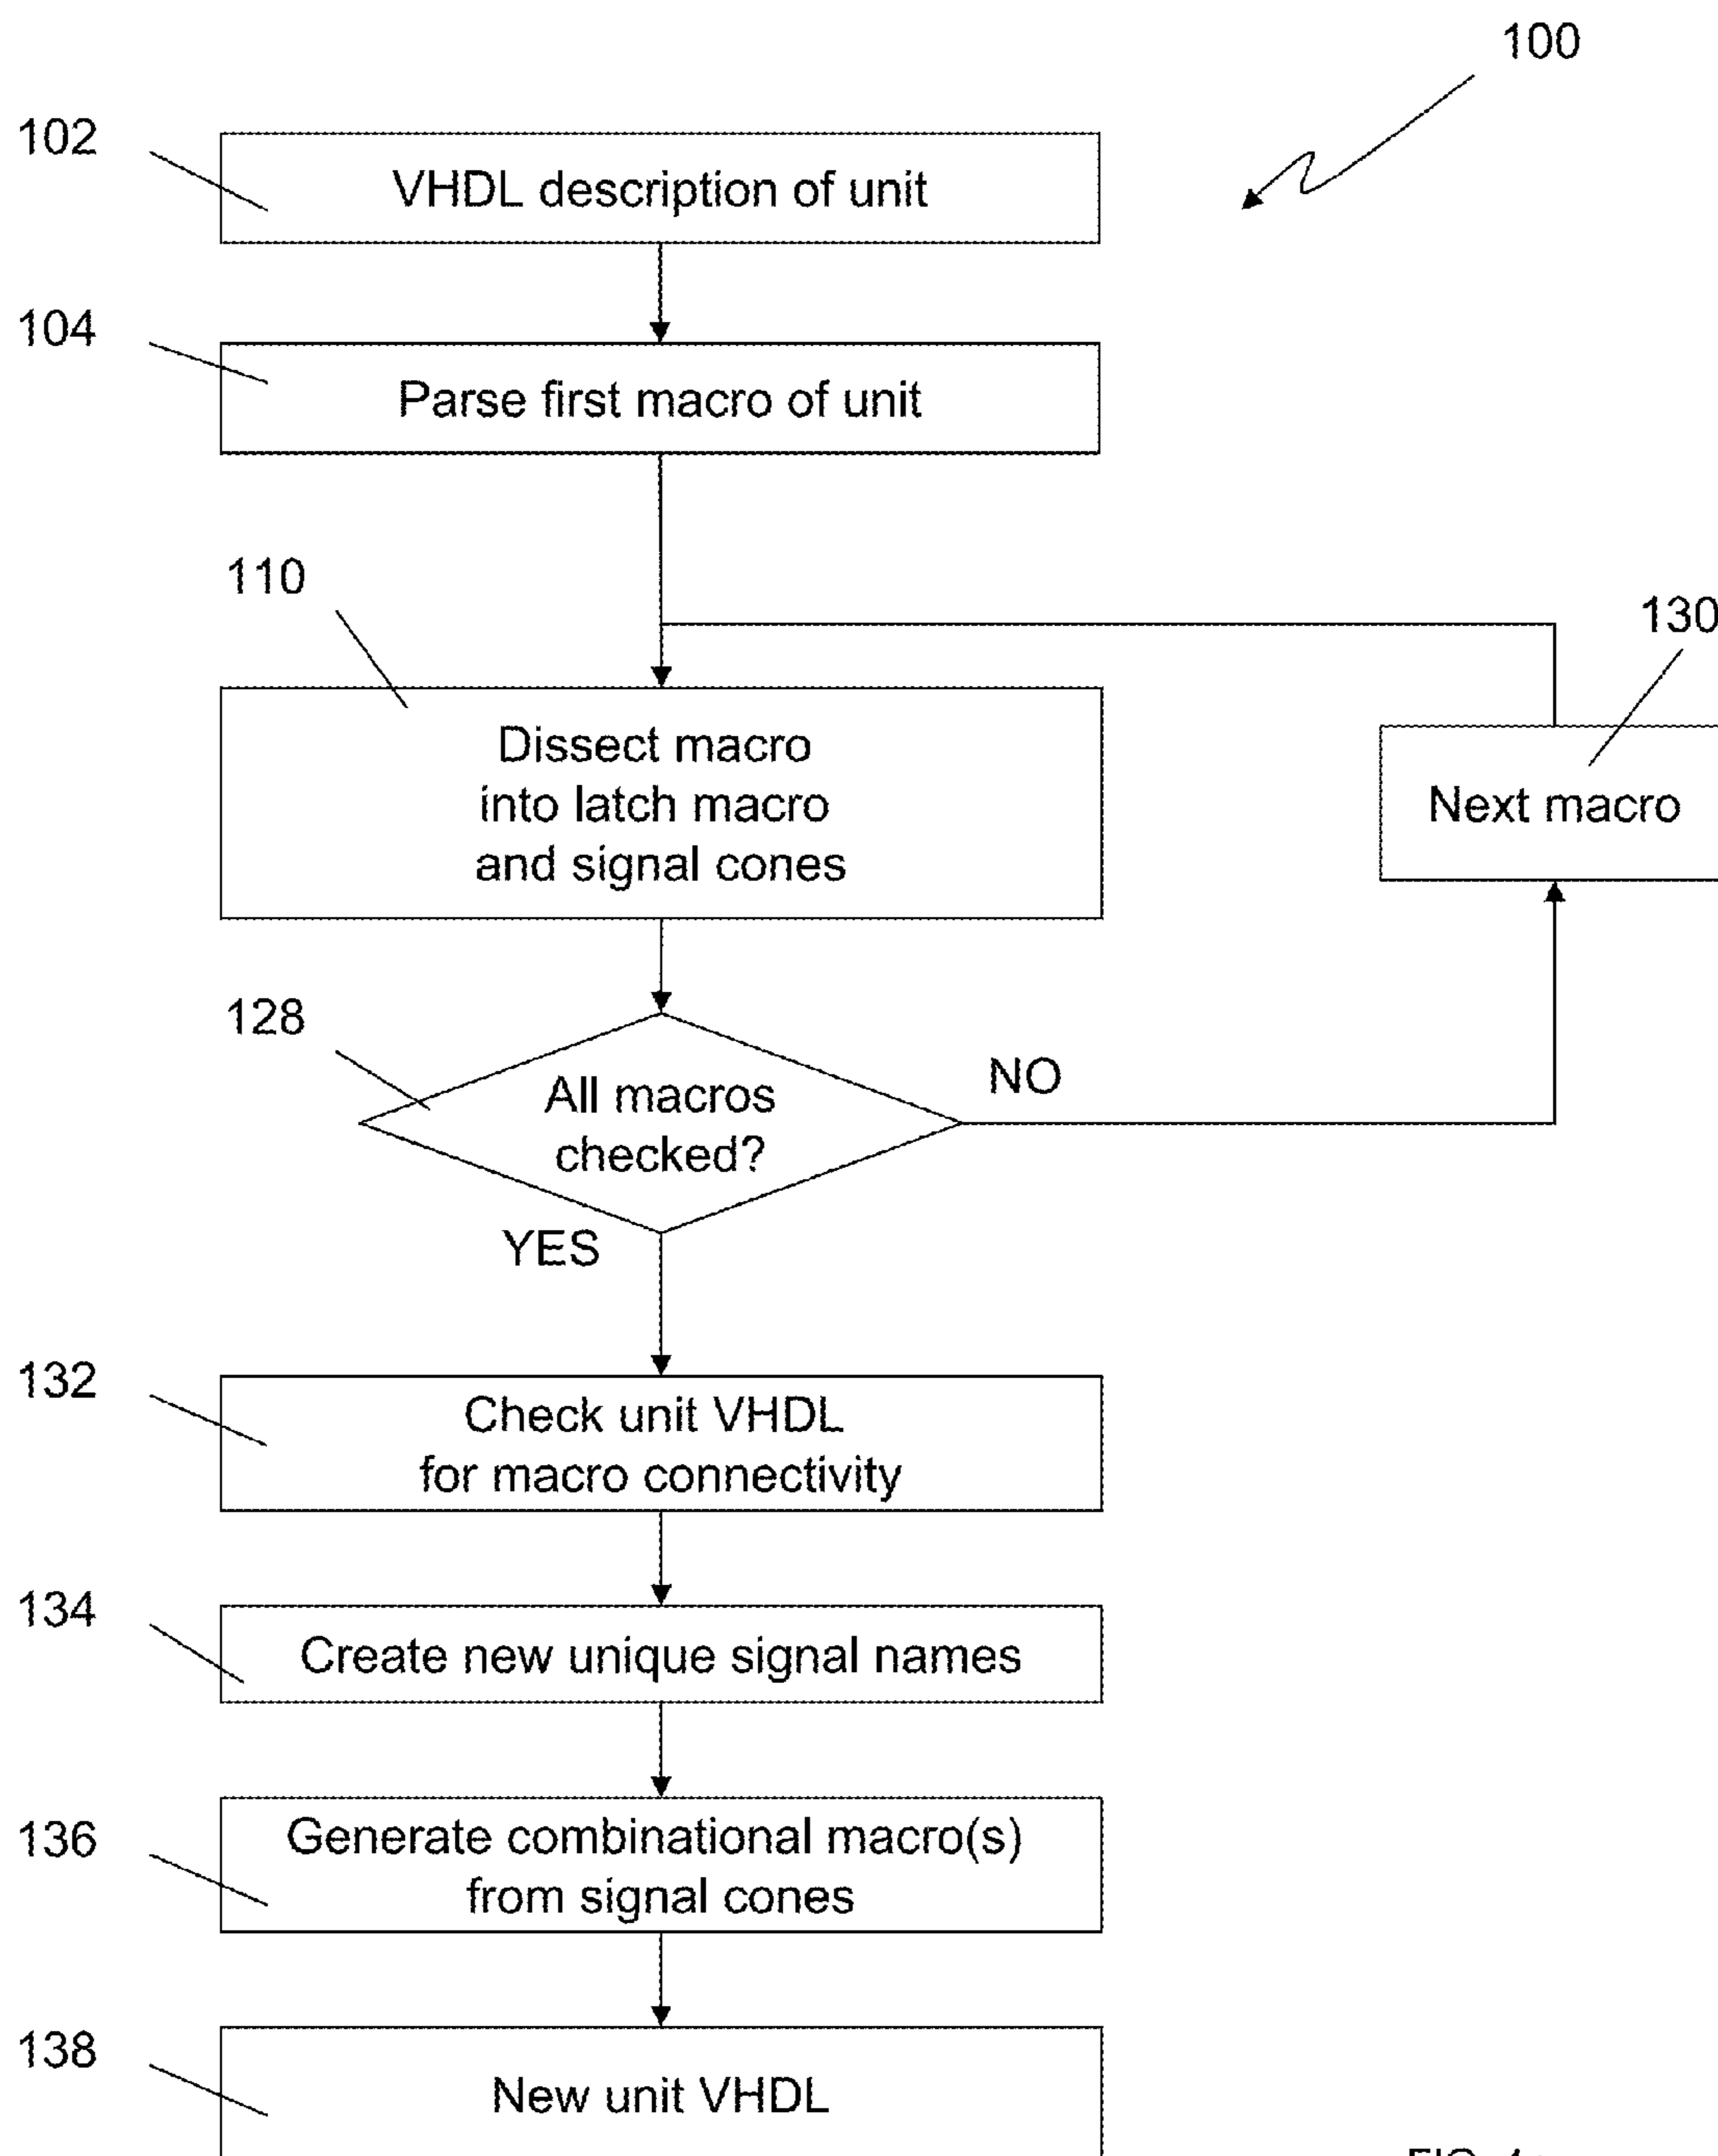 100
102
VHDL description of unit
104
Parse first macro of unit
110
130
Dissect macro
into latch macro
and signal cones
Next macro
128
All macros
checked?
NO
YES
132
Check unit VHDL
for macro connectivity
134
Create new unique signal names
136
Generate combinational macro(s)
from signal cones
138
New unit VHDL